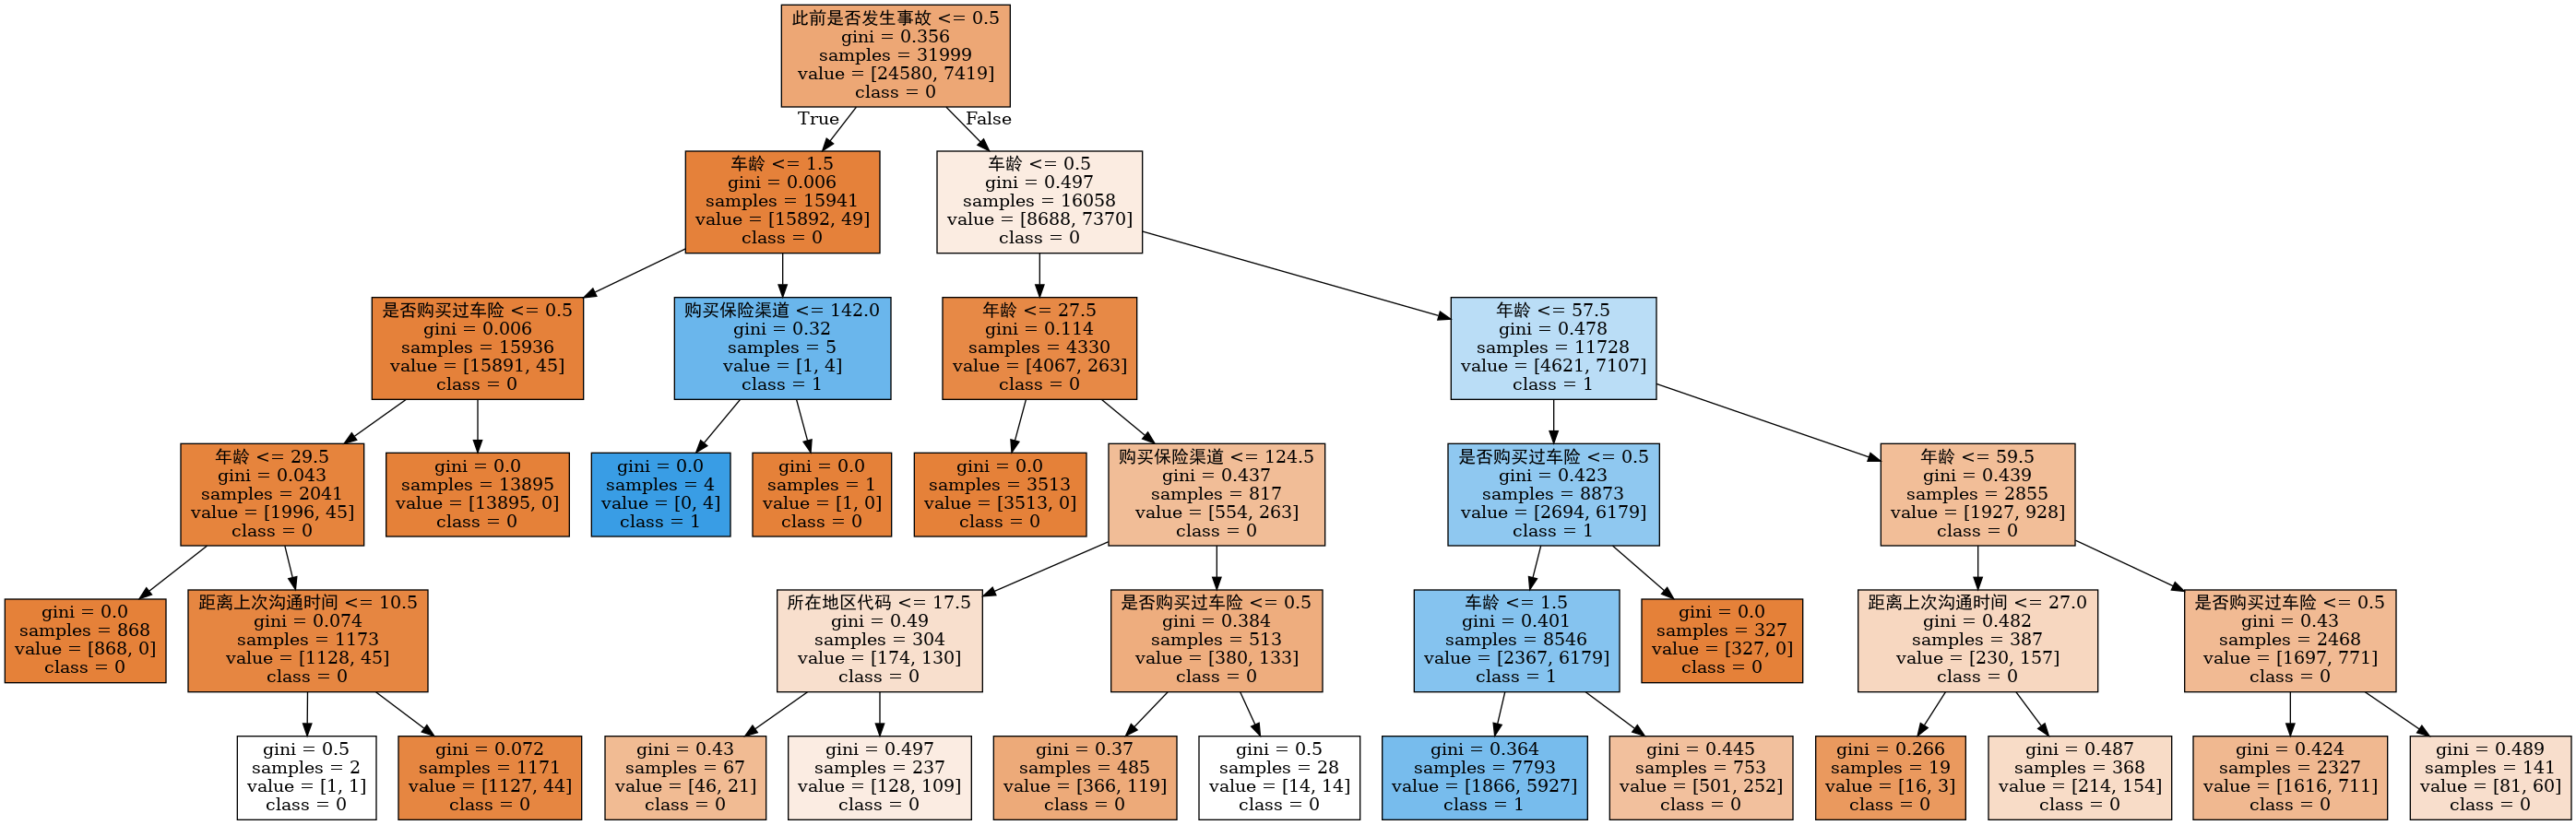 此前是否发生事故 <= 0.5
gini = 0.356
samples = 31999
value = [24580, 7419]
class = 0
True
False
车龄 <= 1.5
gini = 0.006
samples = 15941
value = [15892, 49]
class = 0
车龄 <= 0.5
gini = 0.497
samples = 16058
value = [8688, 7370]
class = 0
是否购买过车险 <= 0.5
gini = 0.006
samples = 15936
value = [15891, 45]
class = 0
购买保险渠道 <= 142.0
gini = 0.32
samples = 5
value = [1, 4]
class = 1
年龄 <= 27.5
gini = 0.114
samples = 4330
value = [4067, 263]
class = 0
年龄 <= 57.5
gini = 0.478
samples = 11728
value = [4621, 7107]
class = 1
年龄 <= 29.5
gini = 0.043
samples = 2041
value = [1996, 45]
class = 0
gini = 0.0
samples = 13895
value = [13895, 0]
class = 0
gini = 0.0
samples = 4
value = [0, 4]
class = 1
gini = 0.0
samples = 1
value = [1, 0]
class = 0
gini = 0.0
samples = 3513
value = [3513, 0]
class = 0
购买保险渠道 <= 124.5
gini = 0.437
samples = 817
value = [554, 263]
class = 0
是否购买过车险 <= 0.5
gini = 0.423
samples = 8873
value = [2694, 6179]
class = 1
年龄 <= 59.5
gini = 0.439
samples = 2855
value = [1927, 928]
class = 0
gini = 0.0
samples = 868
value = [868, 0]
class = 0
距离上次沟通时间 <= 10.5
gini = 0.074
samples = 1173
value = [1128, 45]
class = 0
所在地区代码 <= 17.5
gini = 0.49
samples = 304
value = [174, 130]
class = 0
是否购买过车险 <= 0.5
gini = 0.384
samples = 513
value = [380, 133]
class = 0
车龄 <= 1.5
gini = 0.401
samples = 8546
value = [2367, 6179]
class = 1
gini = 0.0
samples = 327
value = [327, 0]
class = 0
距离上次沟通时间 <= 27.0
gini = 0.482
samples = 387
value = [230, 157]
class = 0
是否购买过车险 <= 0.5
gini = 0.43
samples = 2468
value = [1697, 771]
class = 0
gini = 0.5
samples = 2
value = [1, 1]
class = 0
gini = 0.072
samples = 1171
value = [1127, 44]
class = 0
gini = 0.43
samples = 67
value = [46, 21]
class = 0
gini = 0.497
samples = 237
value = [128, 109]
class = 0
gini = 0.37
samples = 485
value = [366, 119]
class = 0
gini = 0.5
samples = 28
value = [14, 14]
class = 0
gini = 0.364
samples = 7793
value = [1866, 5927]
class = 1
gini = 0.445
samples = 753
value = [501, 252]
class = 0
gini = 0.266
samples = 19
value = [16, 3]
class = 0
gini = 0.487
samples = 368
value = [214, 154]
class = 0
gini = 0.424
samples = 2327
value = [1616, 711]
class = 0
gini = 0.489
samples = 141
value = [81, 60]
class = 0